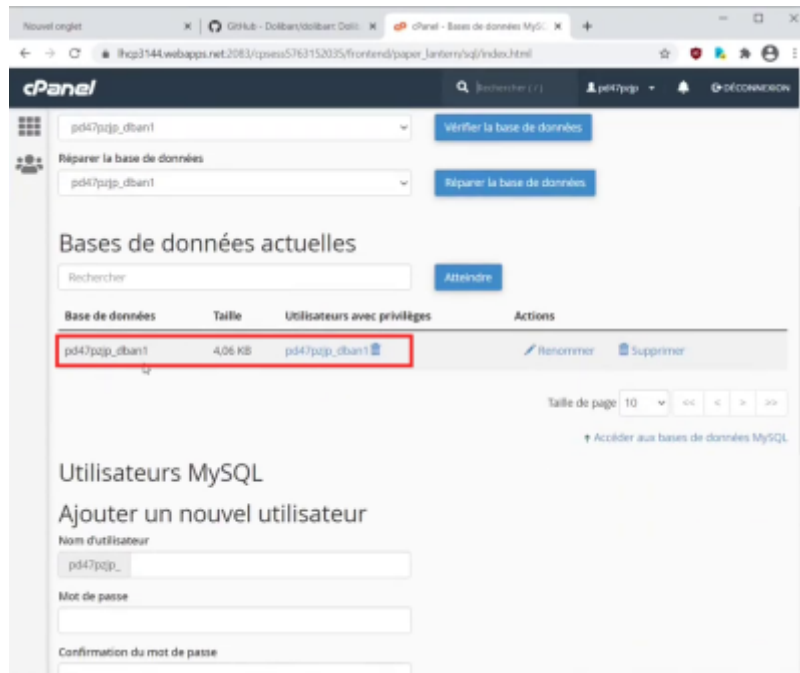 Nouvel onglet
GitHub - Dolibarr/dolibarr: Dolib
cPanel - Bases de données MySQ
lhcp3144.webapps.net:2083/cpsess5763152035/frontend/paper_lantern/sql/index.html
cPanel
Rechercher ( / )
pd47pzjp
DÉCONNEXION
pd47pzjp_dban1
Vérifier la base de données
Réparer la base de données
pd47pzjp_dban1
Réparer la base de données
Bases de données actuelles
Rechercher
Atteindre
Base de données Taille Utilisateurs avec privilèges Actions
pd47pzjp_dban1 4,06 KB pd47pzjp_dban1 Renommer Supprimer
Taille de page 10 << < > >>
Accéder aux bases de données MySQL
Utilisateurs MySQL
Ajouter un nouvel utilisateur
Nom d'utilisateur
pd47pzjp_
Mot de passe
Confirmation du mot de passe